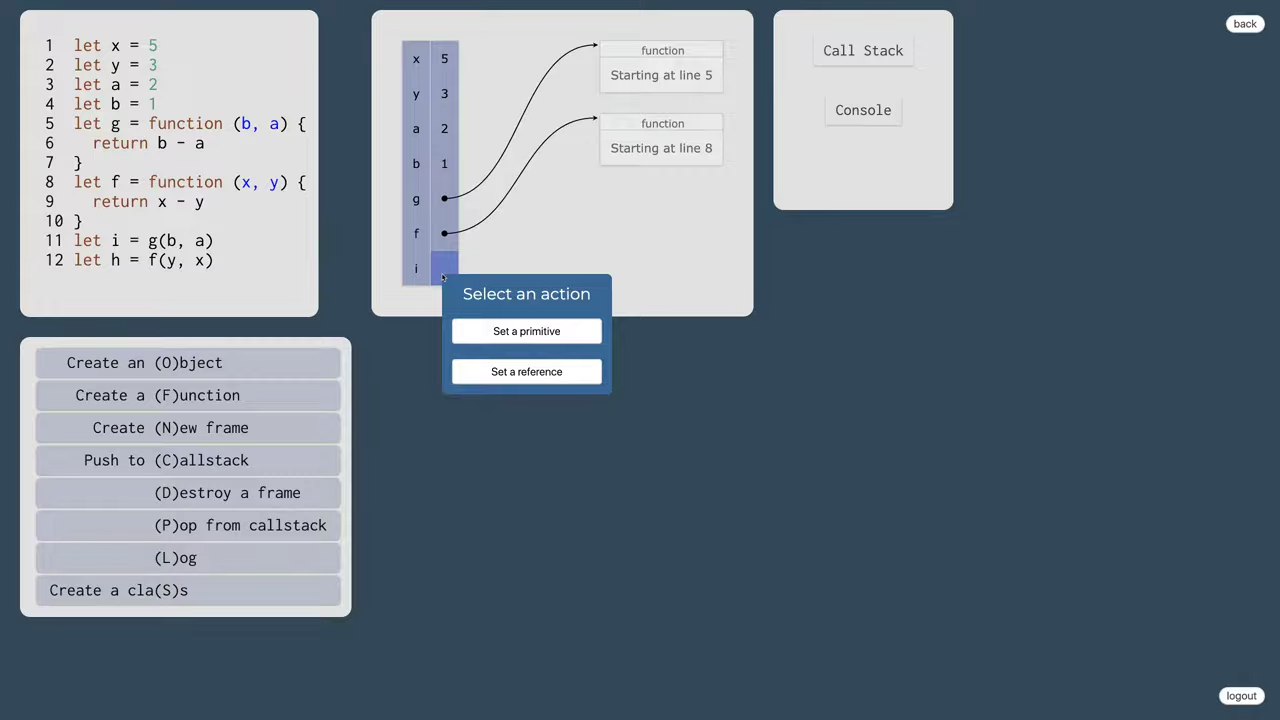 1 let x = 5
2 let y = 3
3 let a = 2
4 let b = 1
5 let g = function (b, a) {
6 return b - a
7 }
8 let f = function (x, y) {
9 return x - y
10 }
11 let i = g(b, a)
12 let h = f(y, x)
Create an (O)bject
Create a (F)unction
Create (N)ew frame
Push to (C)allstack
(D)estroy a frame
(P)op from callstack
(L)og
Create a cla(S)s
x 5
y 3
a 2
b 1
g
f
i
function
Starting at line 5
function
Starting at line 8
Select an action
Set a primitive
Set a reference
Call Stack
Console
back
logout